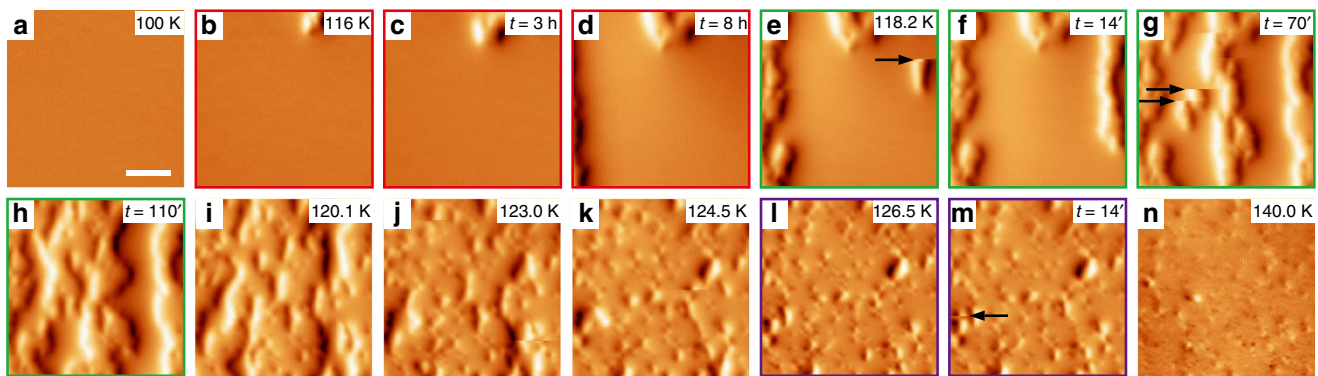 a 100 K
b 116 K
c t = 3 h
d t = 8 h
e 118.2 K
f t = 14′
g t = 70′
h t = 110′
i 120.1 K
j 123.0 K
k 124.5 K
l 126.5 K
m t = 14′
n 140.0 K